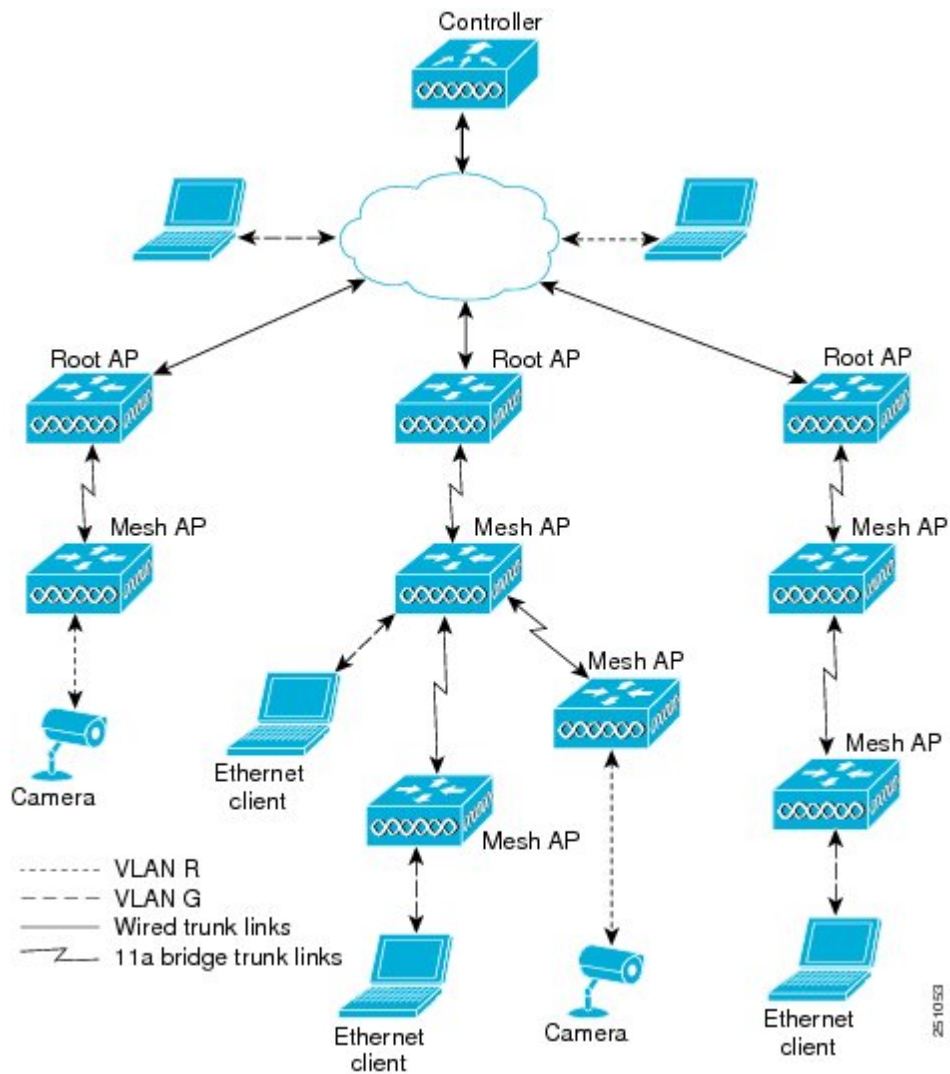 Controller
Root AP
Root AP
Root AP
Mesh AP
Mesh AP
Mesh AP
Mesh AP
Mesh AP
Ethernet
client
Camera
Mesh AP
VLAN R
VLAN G
Wired trunk links
11a bridge trunk links
Ethernet
client
Camera
Ethernet
client
251053